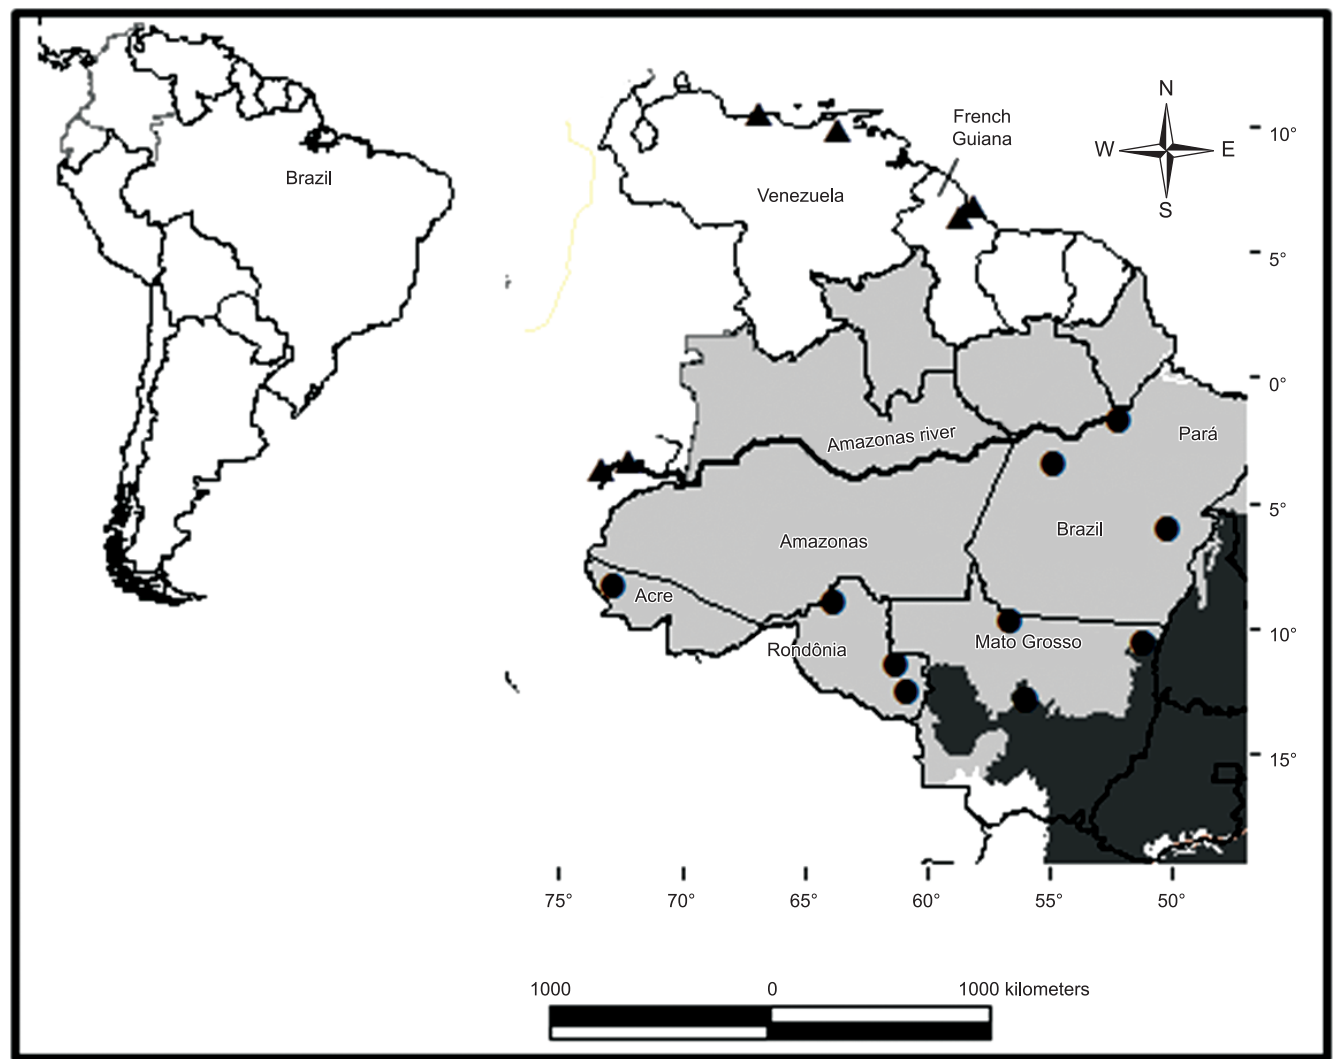 N
French
Guiana
10°
W
E
Brazil
Venezuela
S
5°
0°
Amazonas river
Pará
5°
Amazonas
Brazil
Acre
10°
Rondônia
Mato Grosso
15°
75°
70°
65°
60°
55°
50°
1000
0
1000 kilometers